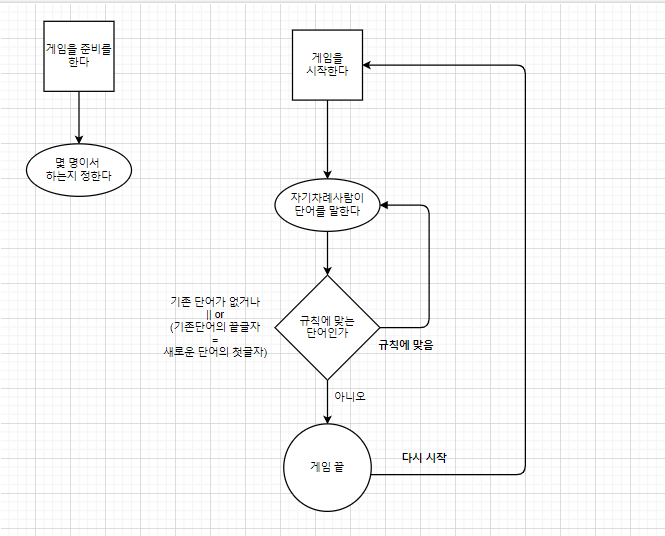 게임을 준비를
한다
몇 명이서
하는지 정한다
게임을
시작한다
자기차례사람이
단어를 말한다
기존 단어가 없거나
|| or
(기존단어의 끝글자
=
새로운 단어의 첫글자)
규칙에 맞는
단어인가
규칙에 맞음
아니오
게임 끝
다시 시작